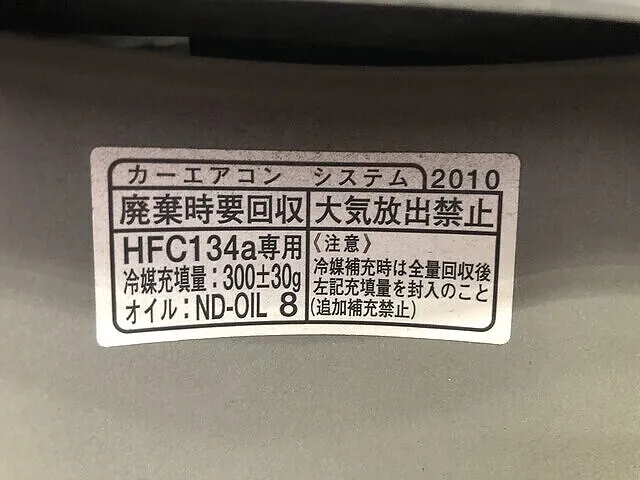 カーエアコン システム 2010
廃棄時要回収 大気放出禁止
HFC134a専用
冷媒充填量:300±30g
オイル:ND-OIL 8
《注意》
冷媒補充時は全量回収後
左記充填量を封入のこと
(追加補充禁止)